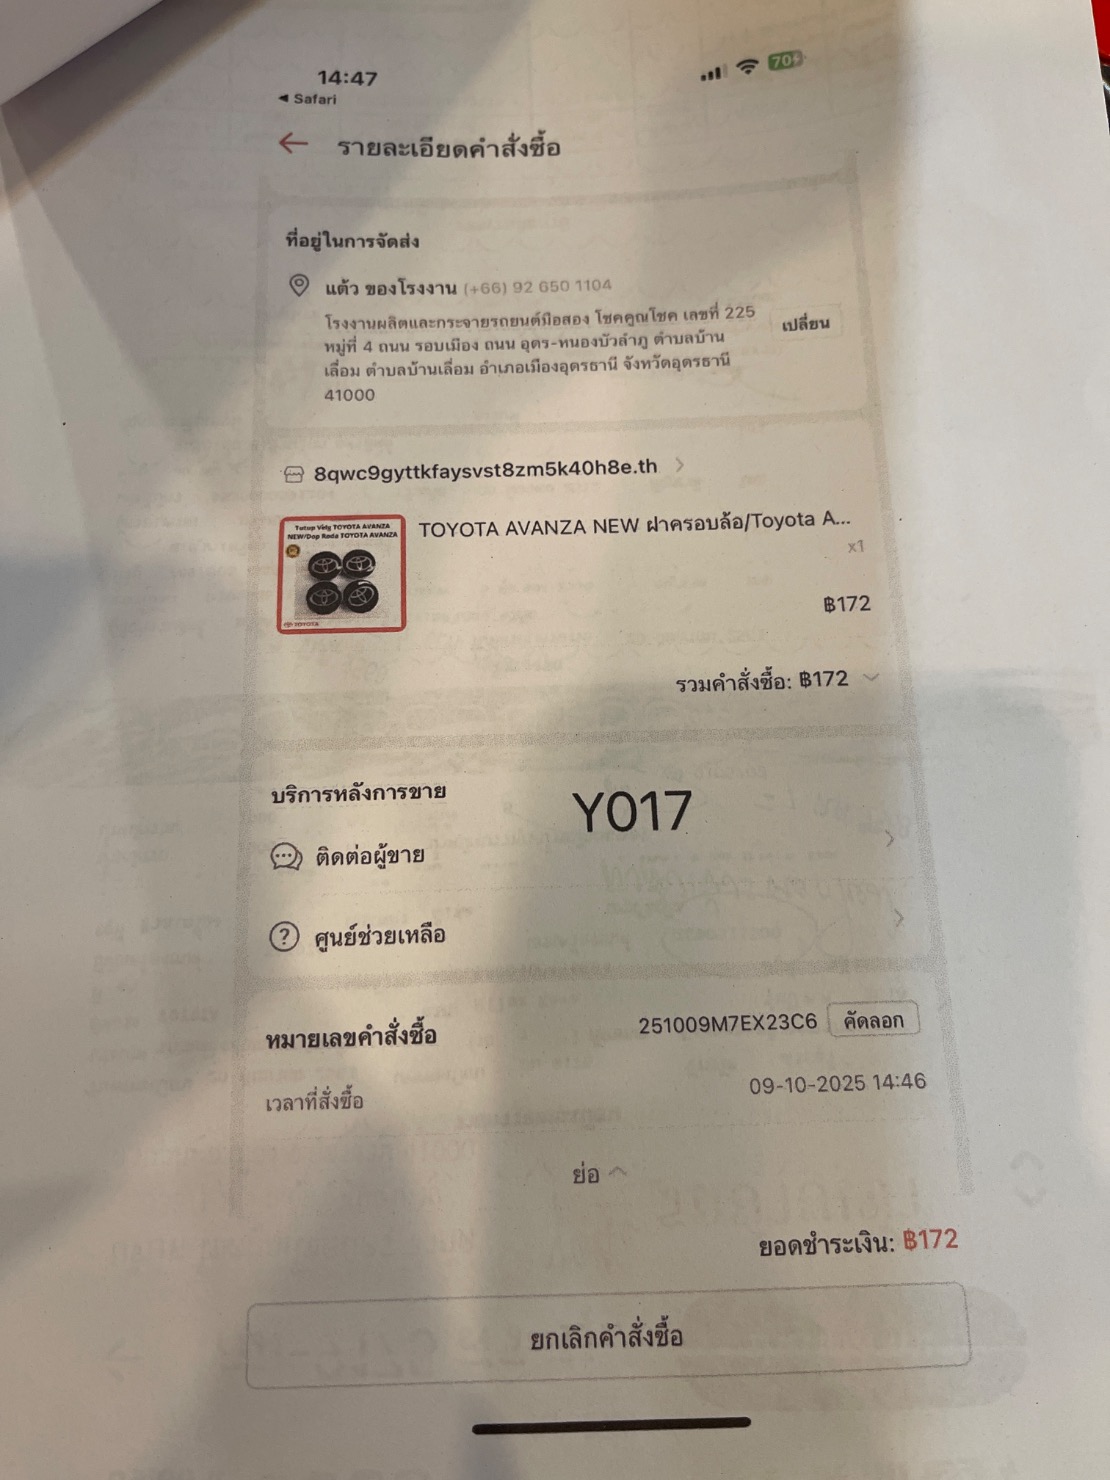 14:47
70
◄ Safari
← รายละเอียดคำสั่งซื้อ
ที่อยู่ในการจัดส่ง
แต้ว ของโรงงาน (+66) 92 650 1104
โรงงานผลิตและกระจายรถยนต์มือสอง โชคคูณโชค เลขที่ 225
หมู่ที่ 4 ถนน รอบเมือง ถนน อุดร-หนองบัวลำภู ตำบลบ้าน
เลื่อม ตำบลบ้านเลื่อม อำเภอเมืองอุดรธานี จังหวัดอุดรธานี
41000
เปลี่ยน
8qwc9gyttkfaysvst8zm5k40h8e.th >
Tutup Velg TOYOTA AVANZA
NEW/Dop Roda TOYOTA AVANZA
TOYOTA
TOYOTA AVANZA NEW ฝาครอบล้อ/Toyota A...
x1
฿172
รวมคำสั่งซื้อ: ฿172
บริการหลังการขาย
Y017
ติดต่อผู้ขาย
ศูนย์ช่วยเหลือ
หมายเลขคำสั่งซื้อ 251009M7EX23C6 คัดลอก
เวลาที่สั่งซื้อ 09-10-2025 14:46
ย่อ
ยอดชำระเงิน: ฿172
ยกเลิกคำสั่งซื้อ